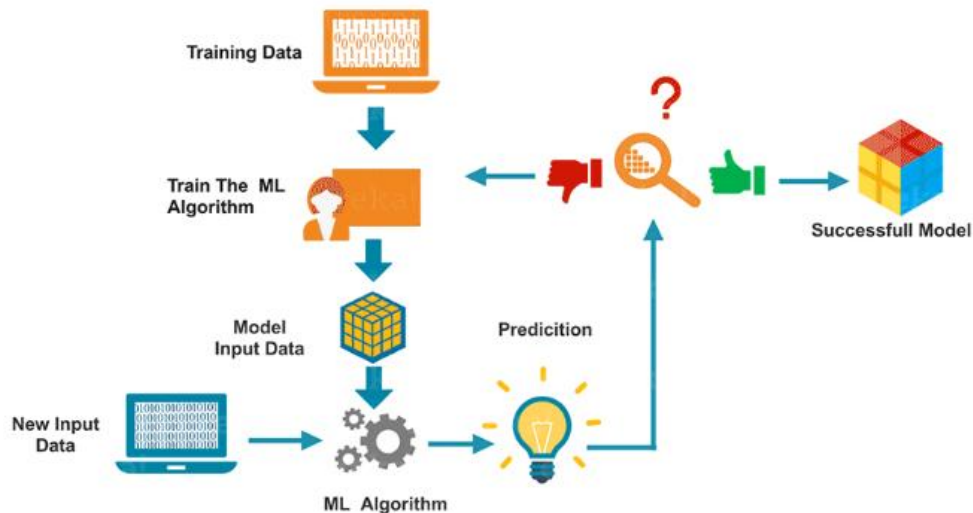 Training Data
?
Train The ML
Algorithm
Successfull Model
Model
Input Data
Predicition
New Input
Data
ML Algorithm